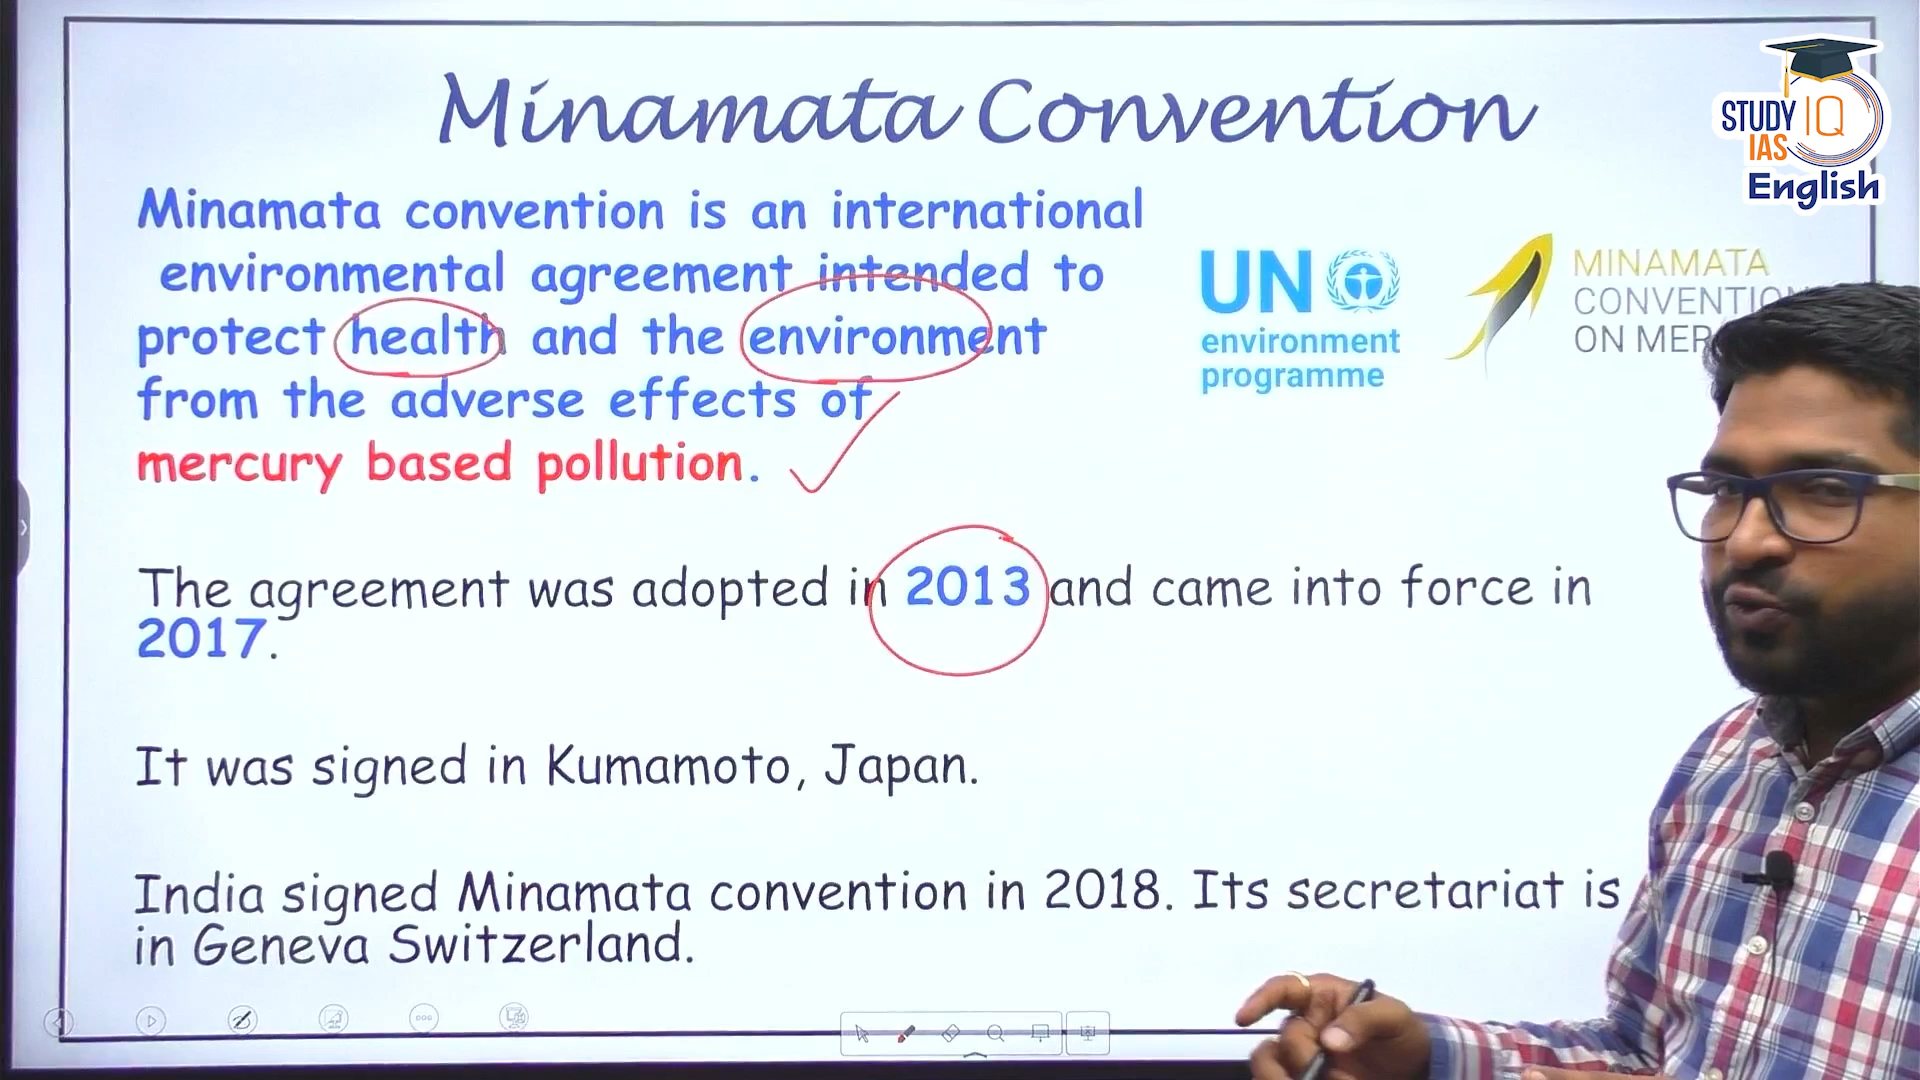 Minamata Convention
STUDY IQ
IAS
English
Minamata convention is an international
environmental agreement intended to
protect health and the environment
from the adverse effects of
mercury based pollution.
UN
environment
programme
MINAMATA
CONVENTION
ON MER
The agreement was adopted in 2013 and came into force in
2017.
It was signed in Kumamoto, Japan.
India signed Minamata convention in 2018. Its secretariat is
in Geneva Switzerland.